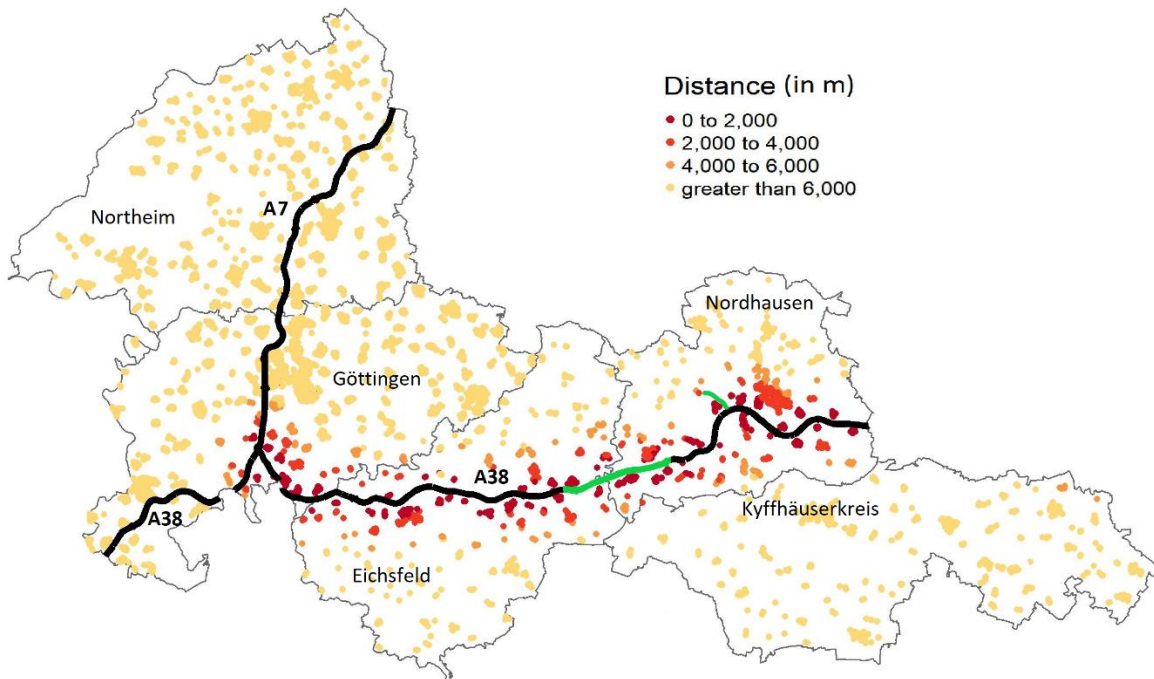 Distance (in m)
0 to 2,000
2,000 to 4,000
4,000 to 6,000
greater than 6,000
Northeim
A7
Nordhausen
Göttingen
A38
A38
Kyffhäuserkreis
Eichsfeld